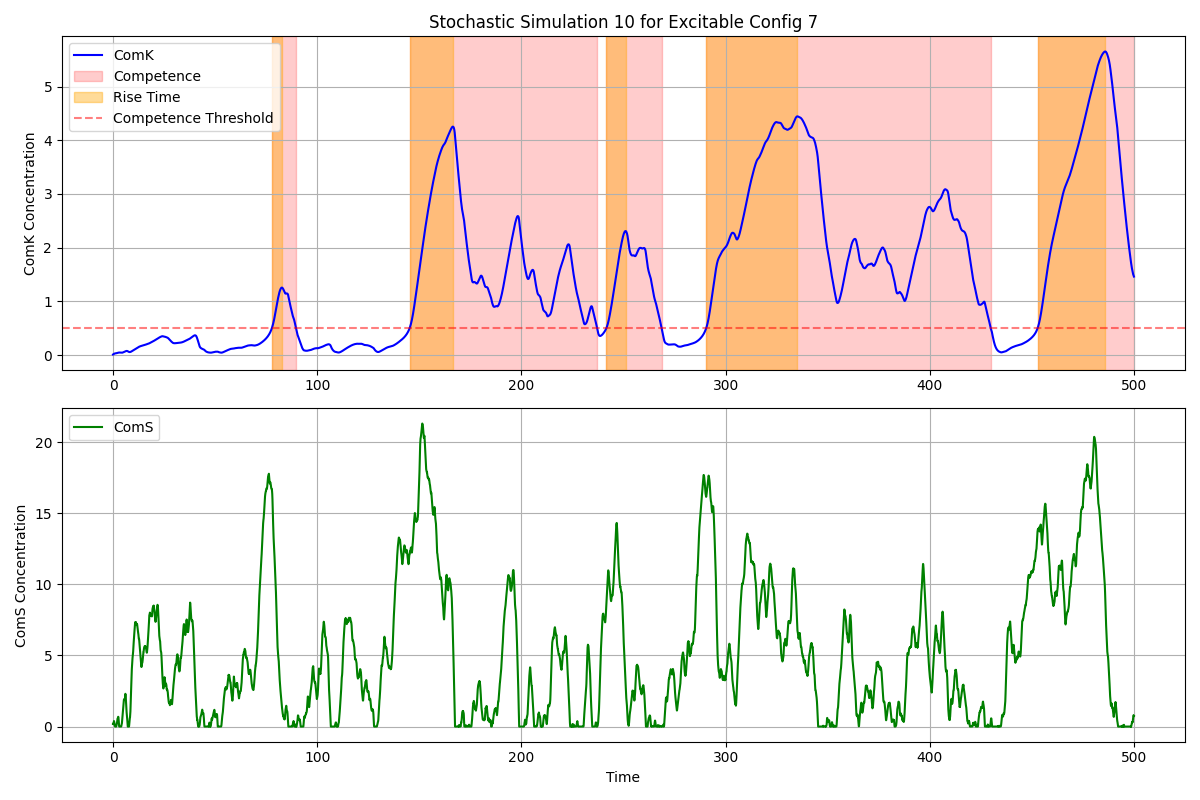 Stochastic Simulation 10 for Excitable Config 7
ComK
Competence
Rise Time
Competence Threshold
ComK Concentration
5
4
3
2
1
0
0 100 200 300 400 500
ComS
ComS Concentration
20
15
10
5
0
0 100 200 300 400 500
Time